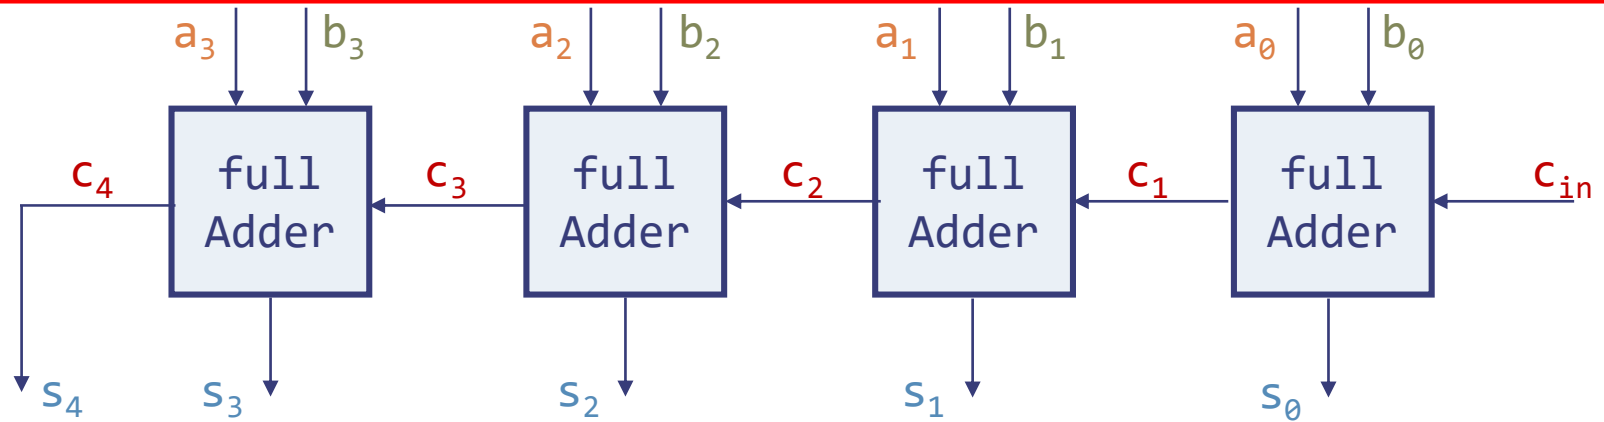 a₃ b₃ a₂ b₂ a₁ b₁ a₀ b₀
c₄ full c₃ full c₂ full c₁ full cᵢₙ
Adder Adder Adder Adder
s₄ s₃ s₂ s₁ s₀